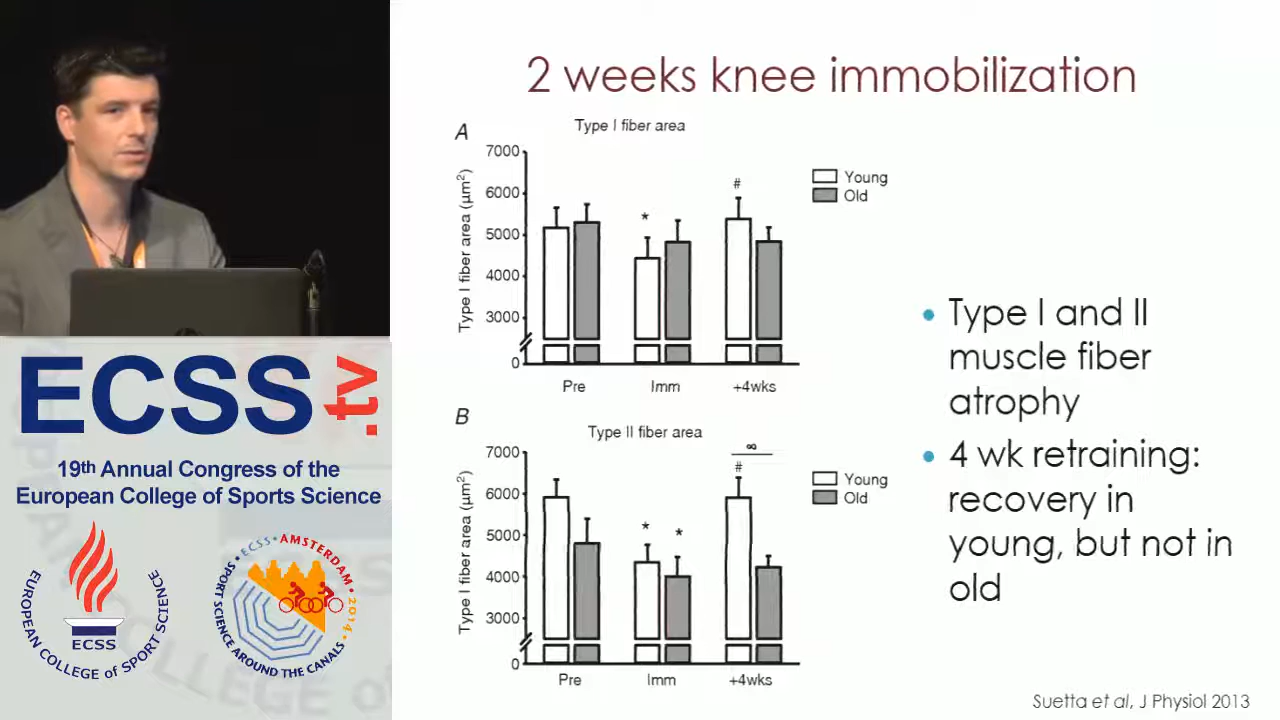 2 weeks knee immobilization
A
Type I fiber area
Type I fiber area (µm²)
7000
6000
5000
4000
3000
0
*
#
Young
Old
Pre
Imm
+4wks
B
Type II fiber area
Type I fiber area (µm²)
7000
6000
5000
4000
3000
0
*
*
∞
#
Young
Old
Pre
Imm
+4wks
• Type I and II
muscle fiber
atrophy
• 4 wk retraining:
recovery in
young, but not in
old
Suetta et al, J Physiol 2013
ECSS.tv
19th Annual Congress of the
European College of Sports Science
EUROPEAN COLLEGE of SPORT SCIENCE
ECSS
• ECSS • AMSTERDAM • 2014 •
SPORT SCIENCE AROUND THE CANALS